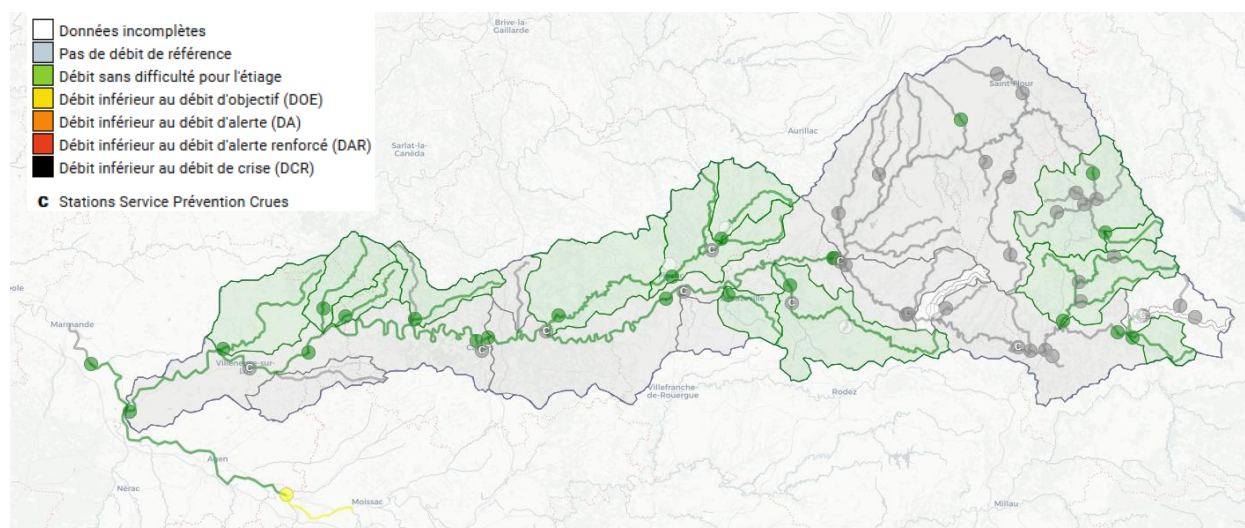 Données incomplètes
Pas de débit de référence
Débit sans difficulté pour l'étiage
Débit inférieur au débit d'objectif (DOE)
Débit inférieur au débit d'alerte (DA)
Débit inférieur au débit d'alerte renforcé (DAR)
Débit inférieur au débit de crise (DCR)
C Stations Service Prévention Crues
Brive-la-
Gaillarde
Saint-Flour
Aurillac
Sarlat-la-
Canéda
Marmande
Villeneuve-sur-
Villefranche-
de-Rouergue
Rodez
Agen
Nérac
Moissac
Millau
C
C
C
C
C
C
C
C
C